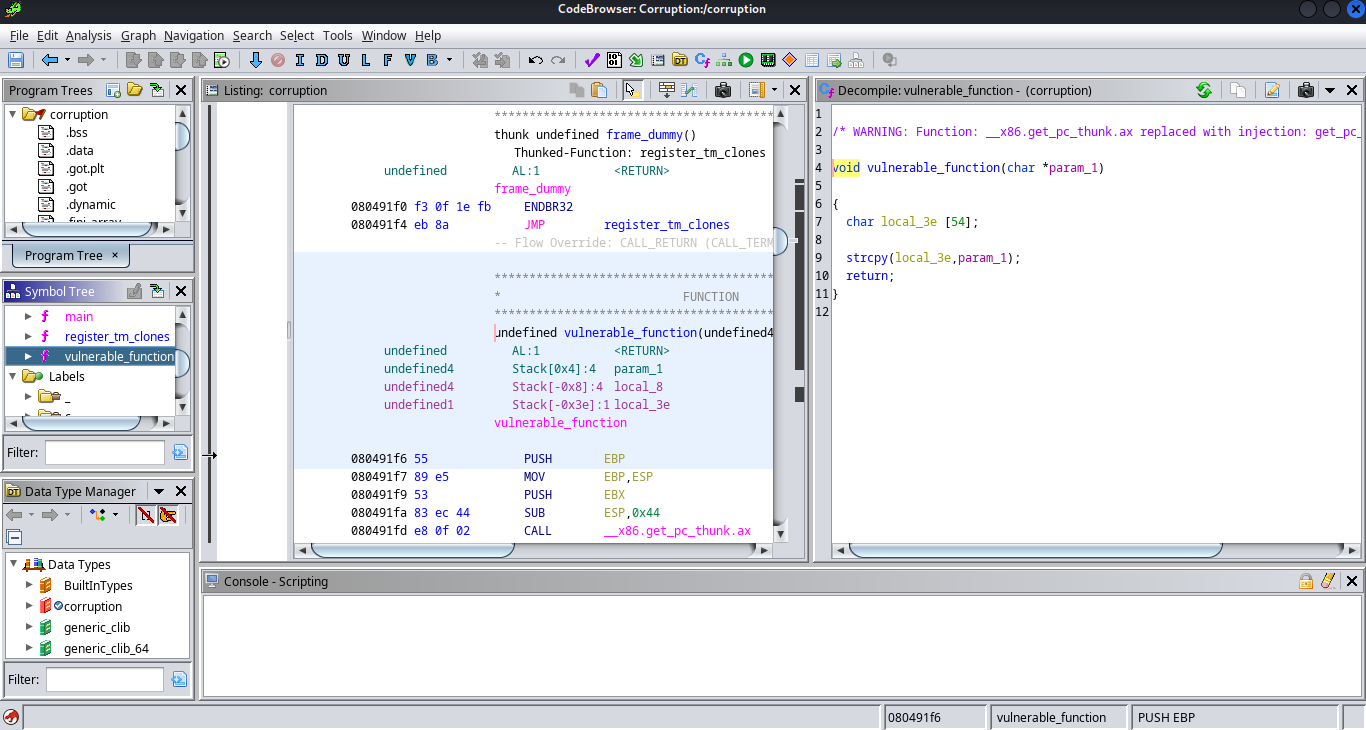 CodeBrowser: Corruption:/corruption
File Edit Analysis Graph Navigation Search Select Tools Window Help
I D U L F V B
Program Trees
corruption
.bss
.data
.got.plt
.got
.dynamic
Program Tree ×
Symbol Tree
main
register_tm_clones
vulnerable_function
Labels
_
Filter:
Data Type Manager
Data Types
BuiltInTypes
corruption
generic_clib
generic_clib_64
Filter:
Listing: corruption
*****************************************
thunk undefined frame_dummy()
Thunked-Function: register_tm_clones
undefined AL:1 <RETURN>
frame_dummy
080491f0 f3 0f 1e fb ENDBR32
080491f4 eb 8a JMP register_tm_clones
-- Flow Override: CALL_RETURN (CALL_TERM
*****************************************
* FUNCTION
*****************************************
undefined vulnerable_function(undefined4
undefined AL:1 <RETURN>
undefined4 Stack[0x4]:4 param_1
undefined4 Stack[-0x8]:4 local_8
undefined1 Stack[-0x3e]:1 local_3e
vulnerable_function
080491f6 55 PUSH EBP
080491f7 89 e5 MOV EBP,ESP
080491f9 53 PUSH EBX
080491fa 83 ec 44 SUB ESP,0x44
080491fd e8 0f 02 CALL __x86.get_pc_thunk.ax
Decompile: vulnerable_function - (corruption)
1
2 /* WARNING: Function: __x86.get_pc_thunk.ax replaced with injection: get_pc_
3
4 void vulnerable_function(char *param_1)
5
6 {
7 char local_3e [54];
8
9 strcpy(local_3e,param_1);
10 return;
11 }
12
Console - Scripting
080491f6 vulnerable_function PUSH EBP